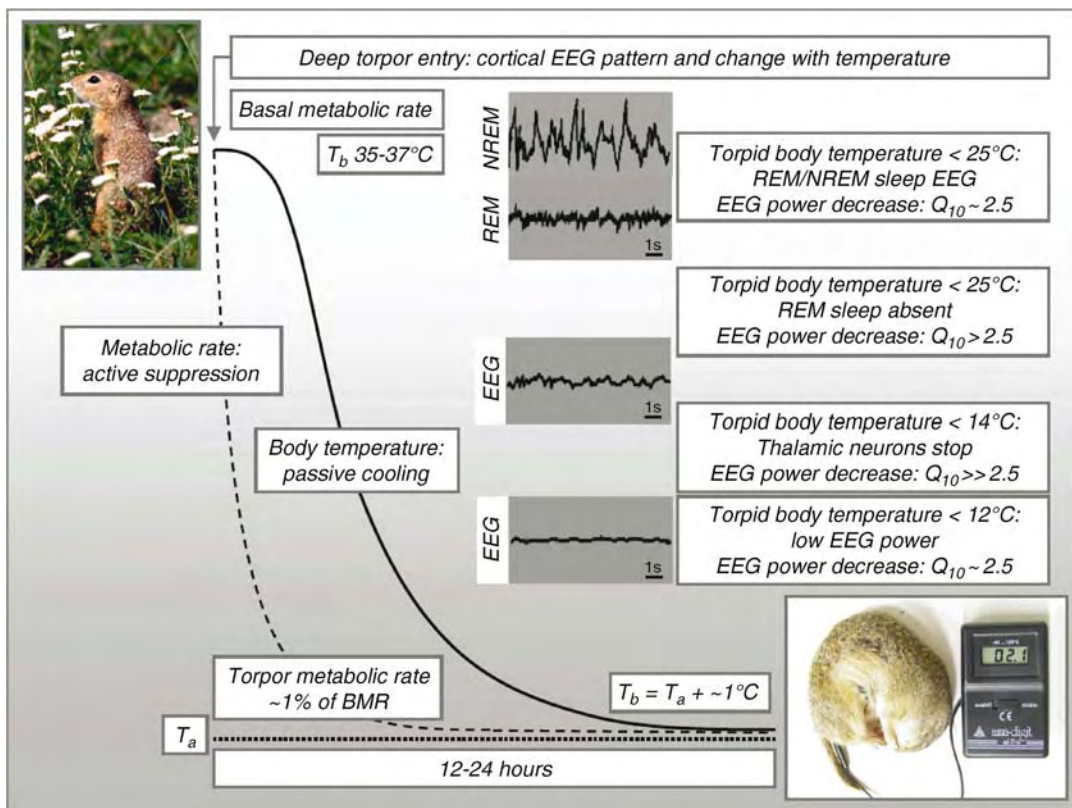 Deep torpor entry: cortical EEG pattern and change with temperature
Basal metabolic rate
T_b 35-37°C
NREM
REM
1s
Torpid body temperature < 25°C:
REM/NREM sleep EEG
EEG power decrease: Q_10 ~ 2.5
Torpid body temperature < 25°C:
REM sleep absent
EEG power decrease: Q_10 > 2.5
Metabolic rate:
active suppression
EEG
1s
Body temperature:
passive cooling
Torpid body temperature < 14°C:
Thalamic neurons stop
EEG power decrease: Q_10 >> 2.5
EEG
1s
Torpid body temperature < 12°C:
low EEG power
EEG power decrease: Q_10 ~ 2.5
Torpor metabolic rate
~1% of BMR
T_b = T_a + ~1°C
T_a
12-24 hours
02.1
CE